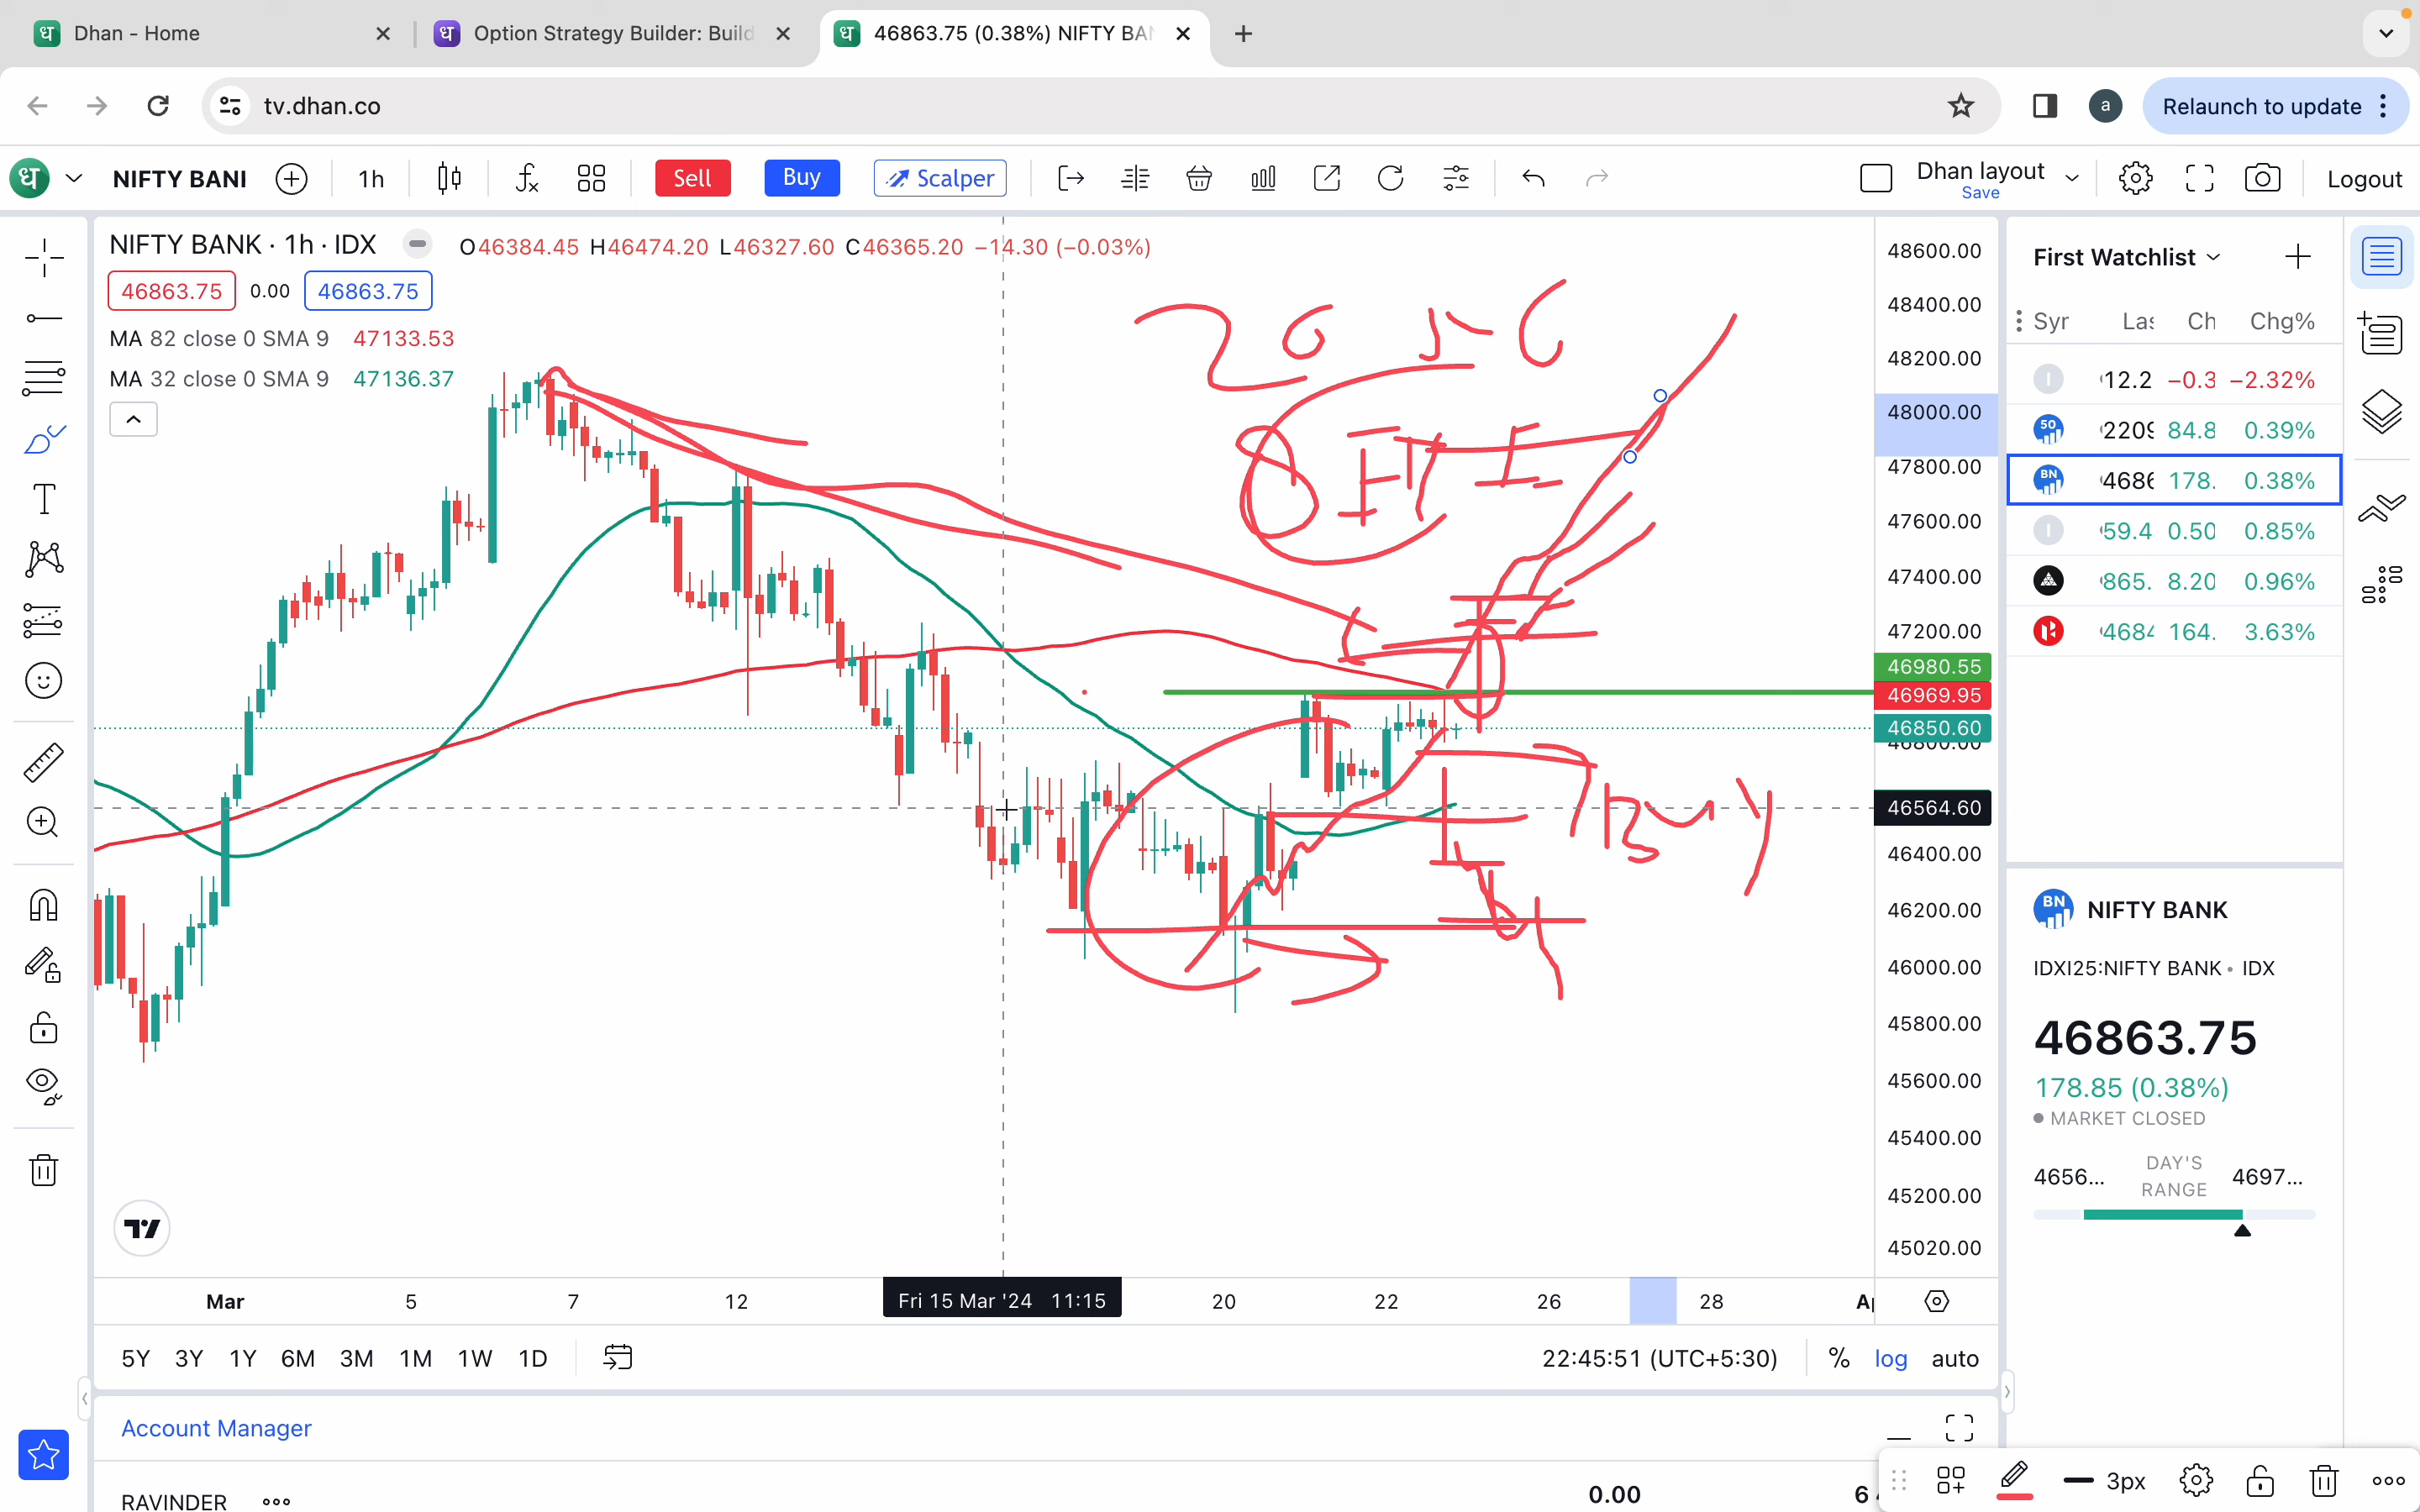 Dhan - Home
Option Strategy Builder: Build
46863.75 (0.38%) NIFTY BAN
tv.dhan.co
a
Relaunch to update
ध
NIFTY BANI
1h
Sell
Buy
Scalper
Dhan layout
Save
Logout
NIFTY BANK · 1h · IDX
O46384.45 H46474.20 L46327.60 C46365.20 −14.30 (−0.03%)
46863.75
0.00
46863.75
MA 82 close 0 SMA 9 47133.53
MA 32 close 0 SMA 9 47136.37
Buy
48600.00
48400.00
48200.00
48000.00
47800.00
47600.00
47400.00
47200.00
46980.55
46969.95
46850.60
46800.00
46564.60
46400.00
46200.00
46000.00
45800.00
45600.00
45400.00
45200.00
45020.00
Mar
5
7
12
Fri 15 Mar '24 11:15
20
22
26
28
5Y 3Y 1Y 6M 3M 1M 1W 1D
22:45:51 (UTC+5:30)
%
log
auto
Account Manager
RAVINDER
0.00
6
3px
First Watchlist
Syr Las Ch Chg%
12.2 −0.3 −2.32%
50 2209 84.8 0.39%
BN 4686 178. 0.38%
59.4 0.50 0.85%
865. 8.20 0.96%
4684 164. 3.63%
BN
NIFTY BANK
IDXI25:NIFTY BANK • IDX
46863.75
178.85 (0.38%)
MARKET CLOSED
4656...
DAY'S
RANGE
4697...